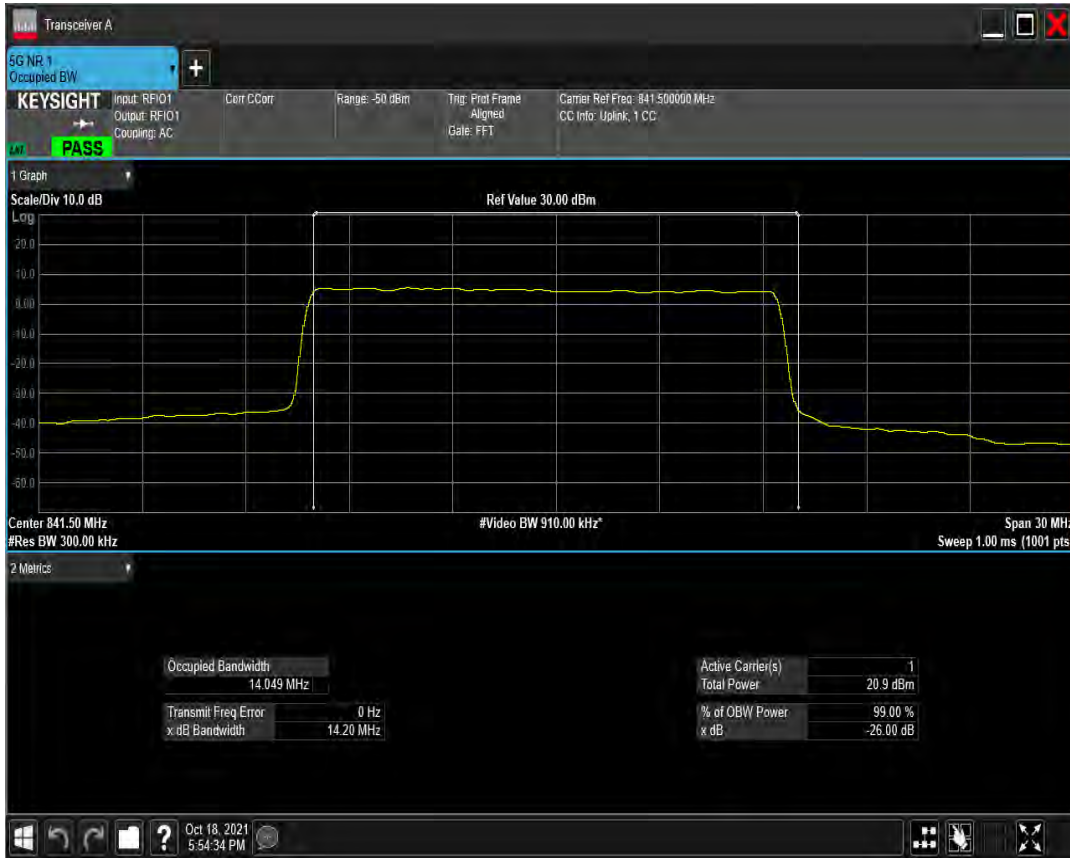 Transceiver A
5G NR 1
Occupied BW
+
KEYSIGHT
Input: RFIO1
Output: RFIO1
Coupling: AC
Corr CCorr
Range: -50 dBm
Trig: Prot Frame
Aligned
Gate: FFT
Carrier Ref Freq: 841.500000 MHz
CC Info: Uplink, 1 CC
PASS
1 Graph
Scale/Div 10.0 dB
Ref Value 30.00 dBm
Log
20.0
10.0
0.00
-10.0
-20.0
-30.0
-40.0
-50.0
-60.0
Center 841.50 MHz
#Video BW 910.00 kHz*
Span 30 MHz
#Res BW 300.00 kHz
Sweep 1.00 ms (1001 pts
2 Metrics
Occupied Bandwidth
14.049 MHz
Transmit Freq Error 0 Hz
x dB Bandwidth 14.20 MHz
Active Carrier(s) 1
Total Power 20.9 dBm
% of OBW Power 99.00 %
x dB -26.00 dB
?
Oct 18, 2021
5:54:34 PM